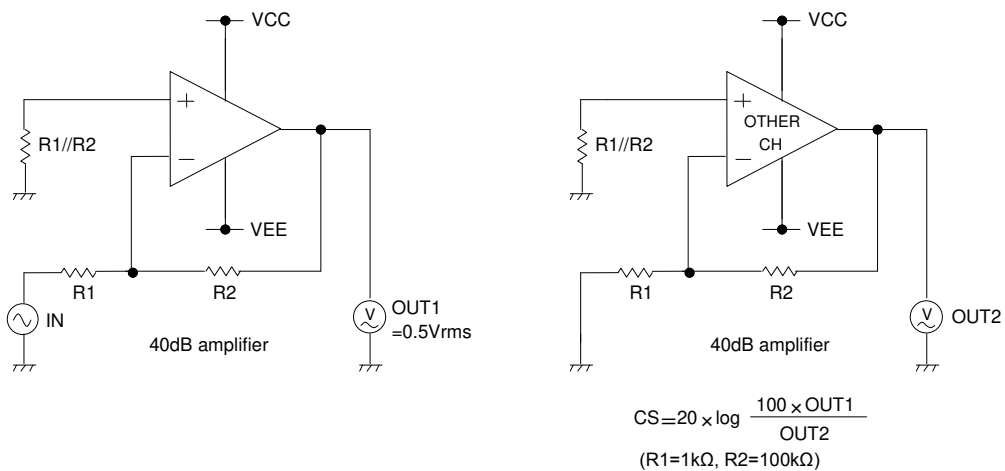 VCC
+
R1//R2
−
VEE
R1
R2
IN
V
OUT1
=0.5Vrms
40dB amplifier
VCC
+
OTHER
CH
R1//R2
−
VEE
R1
R2
V
OUT2
40dB amplifier
CS=20×log 100×OUT1
OUT2
(R1=1kΩ, R2=100kΩ)